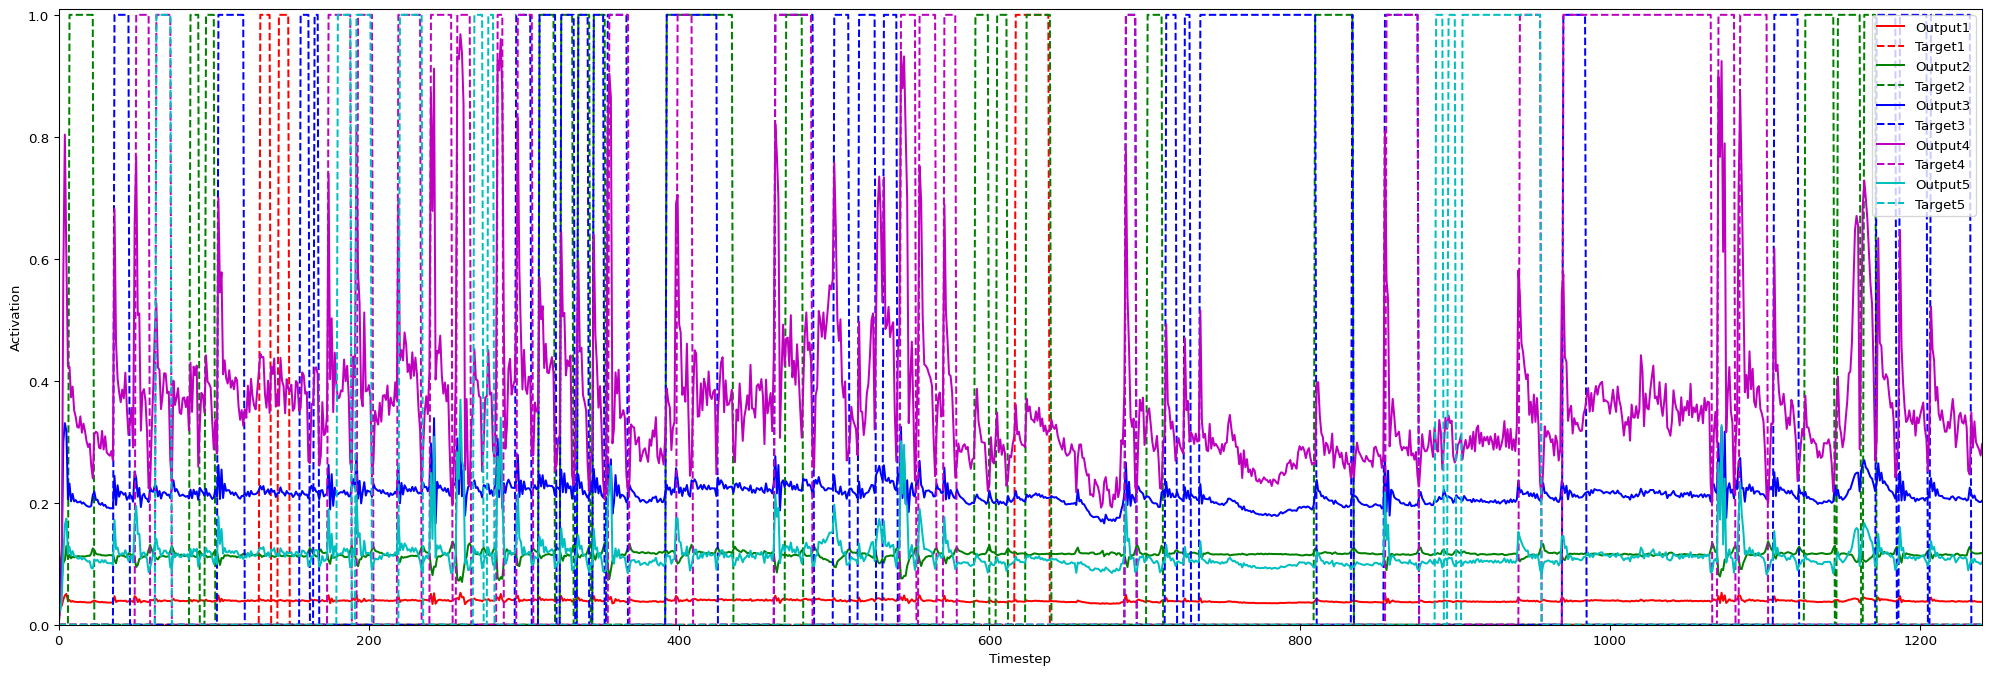 1.0
0.8
0.6
0.4
0.2
0.0
Activation
0
200
400
600
800
1000
1200
Timestep
Output1
Target1
Output2
Target2
Output3
Target3
Output4
Target4
Output5
Target5